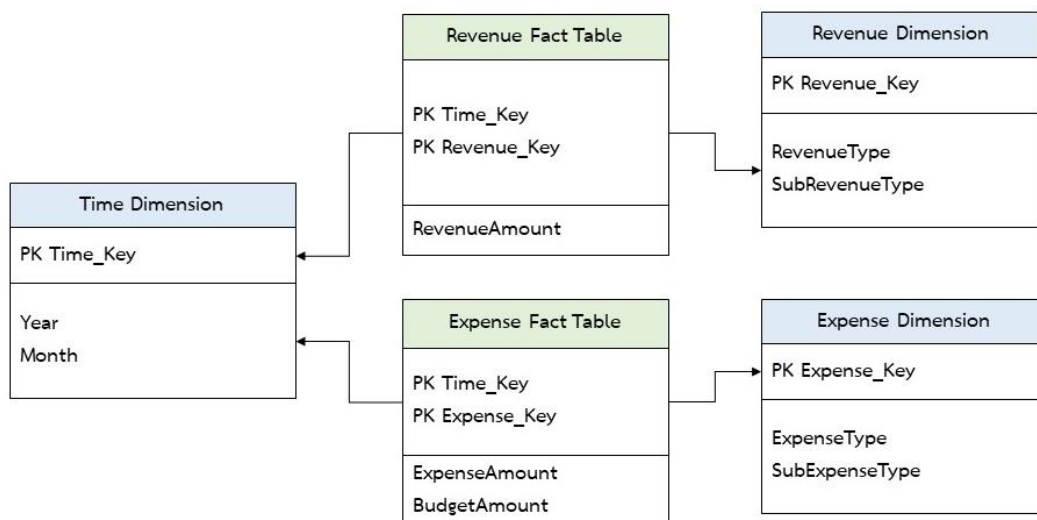 Revenue Fact Table
PK Time_Key
PK Revenue_Key
RevenueAmount
Revenue Dimension
PK Revenue_Key
RevenueType
SubRevenueType
Time Dimension
PK Time_Key
Year
Month
Expense Fact Table
PK Time_Key
PK Expense_Key
ExpenseAmount
BudgetAmount
Expense Dimension
PK Expense_Key
ExpenseType
SubExpenseType